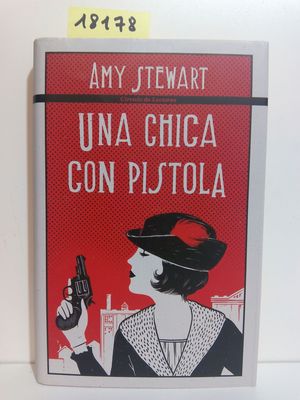 18178
AMY STEWART
Círculo de Lectores
UNA CHICA
CON PISTOLA